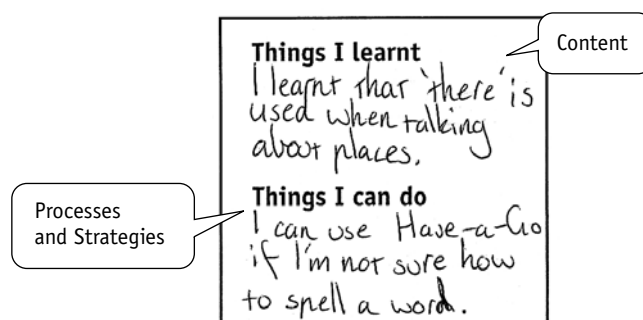 Things I learnt
I learnt that 'there' is
used when talking
about places.
Content
Things I can do
I can use Have-a-Go
if I'm not sure how
to spell a word.
Processes
and Strategies